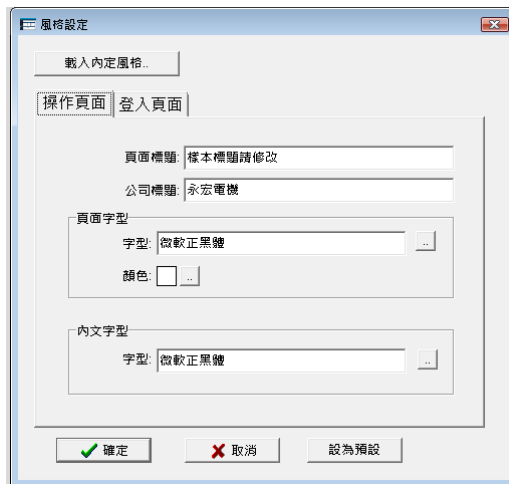 風格設定
載入內定風格..
操作頁面 登入頁面
頁面標題: 樣本標題請修改
公司標題: 永宏電機
頁面字型
字型: 微軟正黑體 ..
顏色: ..
內文字型
字型: 微軟正黑體 ..
確定 取消 設為預設